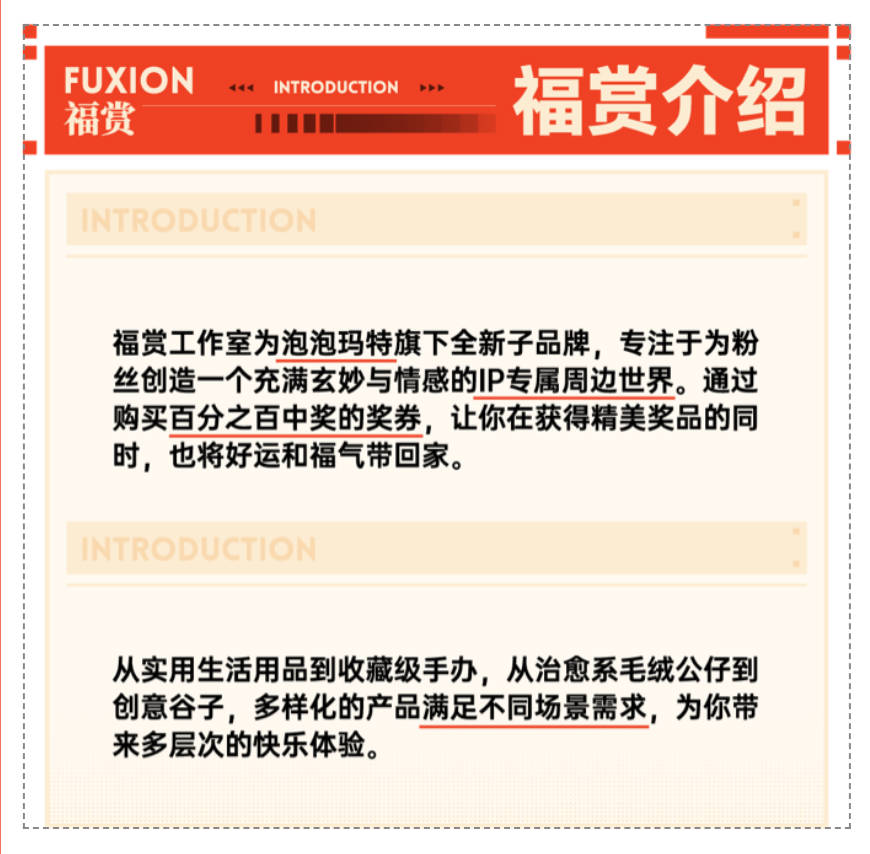 FUXION
福赏
INTRODUCTION
福赏介绍
INTRODUCTION
福赏工作室为泡泡玛特旗下全新子品牌，专注于为粉
丝创造一个充满玄妙与情感的IP专属周边世界。通过
购买百分之百中奖的奖券，让你在获得精美奖品的同
时，也将好运和福气带回家。
INTRODUCTION
从实用生活用品到收藏级手办，从治愈系毛绒公仔到
创意谷子，多样化的产品满足不同场景需求，为你带
来多层次的快乐体验。